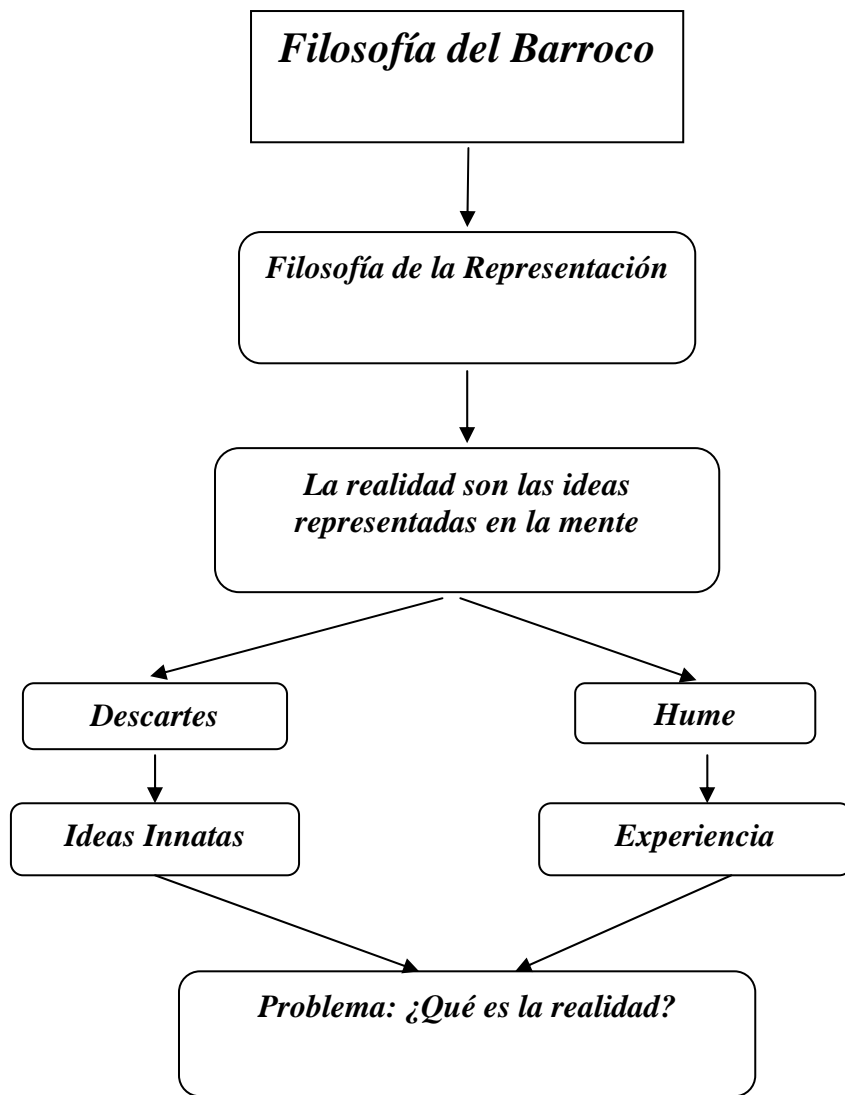 Filosofía del Barroco
Filosofía de la Representación
La realidad son las ideas
representadas en la mente
Descartes
Hume
Ideas Innatas
Experiencia
Problema: ¿Qué es la realidad?